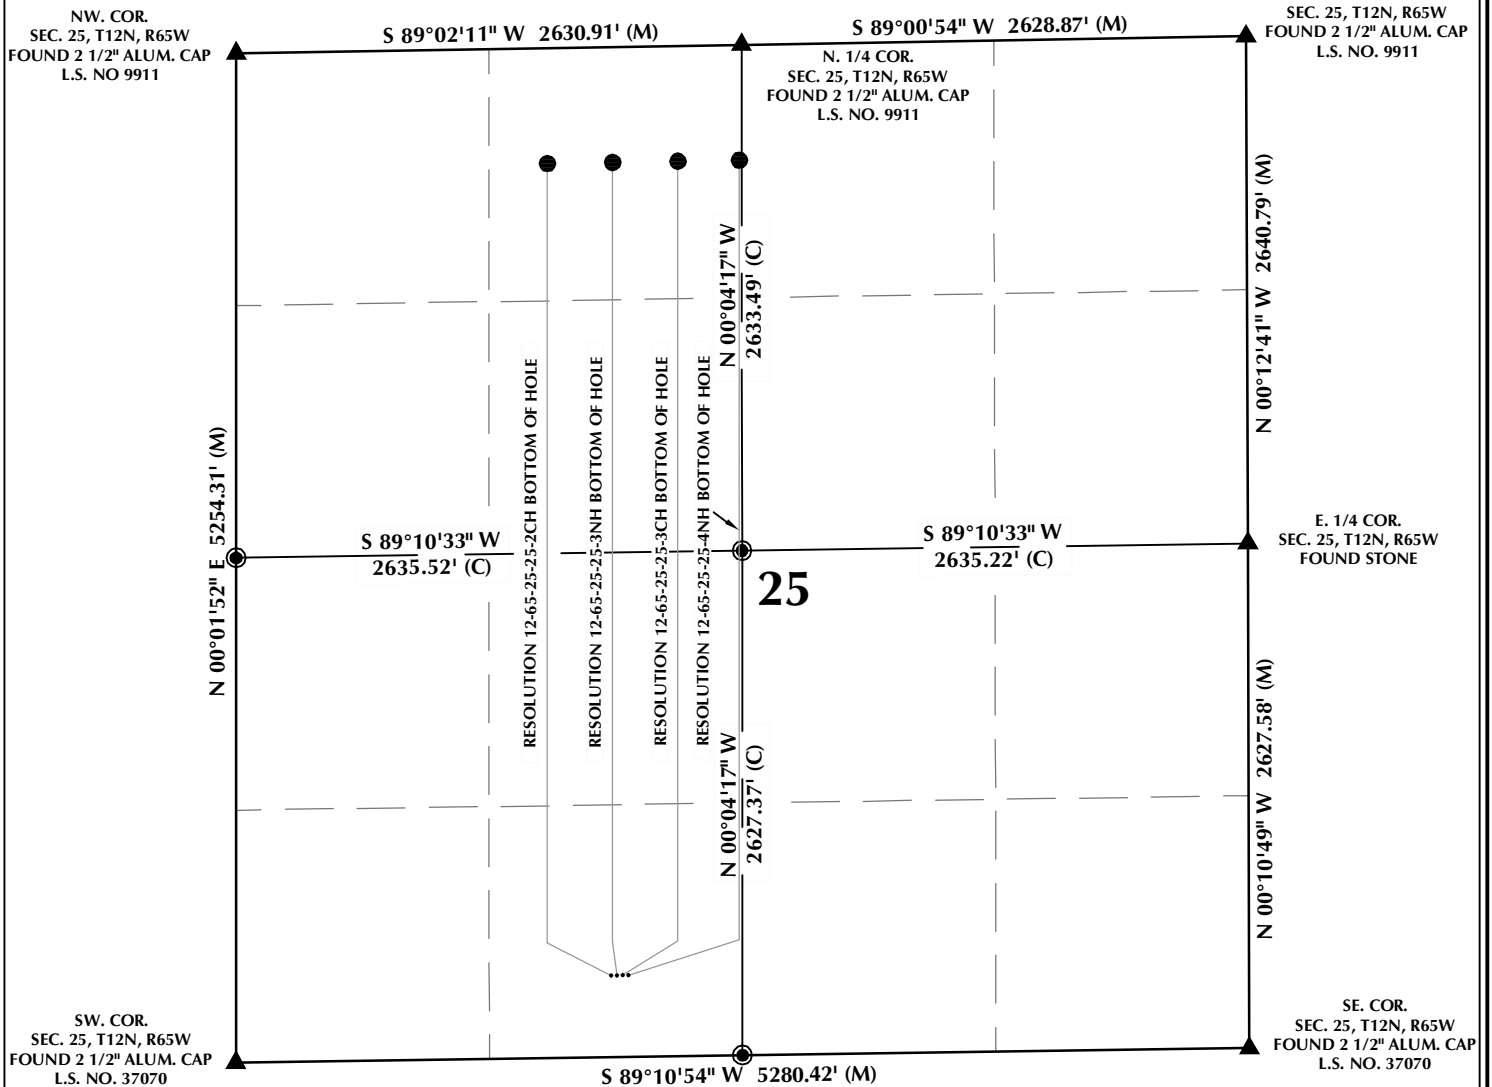 NW. COR.
SEC. 25, T12N, R65W
FOUND 2 1/2" ALUM. CAP
L.S. NO 9911
S 89°02'11" W 2630.91' (M)
S 89°00'54" W 2628.87' (M)
SEC. 25, T12N, R65W
FOUND 2 1/2" ALUM. CAP
L.S. NO. 9911
N. 1/4 COR.
SEC. 25, T12N, R65W
FOUND 2 1/2" ALUM. CAP
L.S. NO. 9911
N 00°04'17" W
2633.49' (C)
N 00°12'41" W 2640.79' (M)
N 00°01'52" E 5254.31' (M)
RESOLUTION 12-65-25-25-2CH BOTTOM OF HOLE
RESOLUTION 12-65-25-25-3NH BOTTOM OF HOLE
RESOLUTION 12-65-25-25-3CH BOTTOM OF HOLE
RESOLUTION 12-65-25-25-4NH BOTTOM OF HOLE
S 89°10'33" W
2635.52' (C)
S 89°10'33" W
2635.22' (C)
E. 1/4 COR.
SEC. 25, T12N, R65W
FOUND STONE
25
N 00°04'17" W
2627.37' (C)
N 00°10'49" W 2627.58' (M)
SW. COR.
SEC. 25, T12N, R65W
FOUND 2 1/2" ALUM. CAP
L.S. NO. 37070
S 89°10'54" W 5280.42' (M)
SE. COR.
SEC. 25, T12N, R65W
FOUND 2 1/2" ALUM. CAP
L.S. NO. 37070